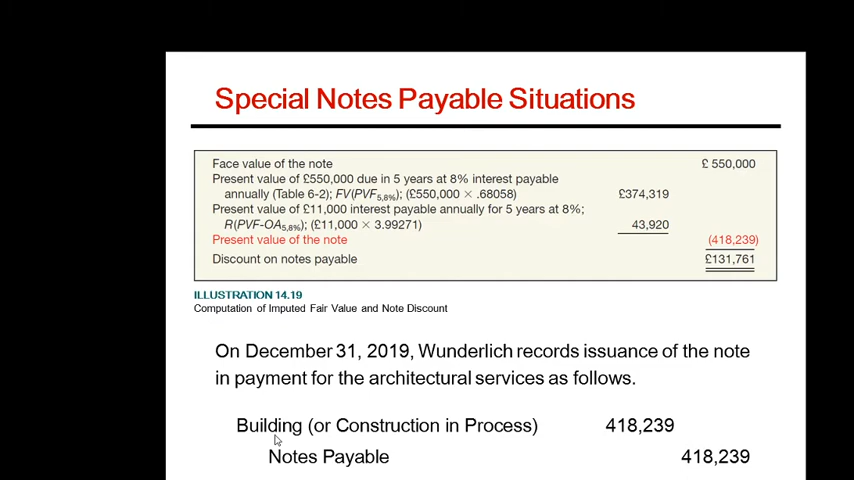 Special Notes Payable Situations
Face value of the note £ 550,000
Present value of £550,000 due in 5 years at 8% interest payable
annually (Table 6-2); FV(PVF5,8%); (£550,000 × .68058) £374,319
Present value of £11,000 interest payable annually for 5 years at 8%;
R(PVF-OA5,8%); (£11,000 × 3.99271) 43,920
Present value of the note (418,239)
Discount on notes payable £131,761
ILLUSTRATION 14.19
Computation of Imputed Fair Value and Note Discount
On December 31, 2019, Wunderlich records issuance of the note
in payment for the architectural services as follows.
Building (or Construction in Process) 418,239
Notes Payable 418,239